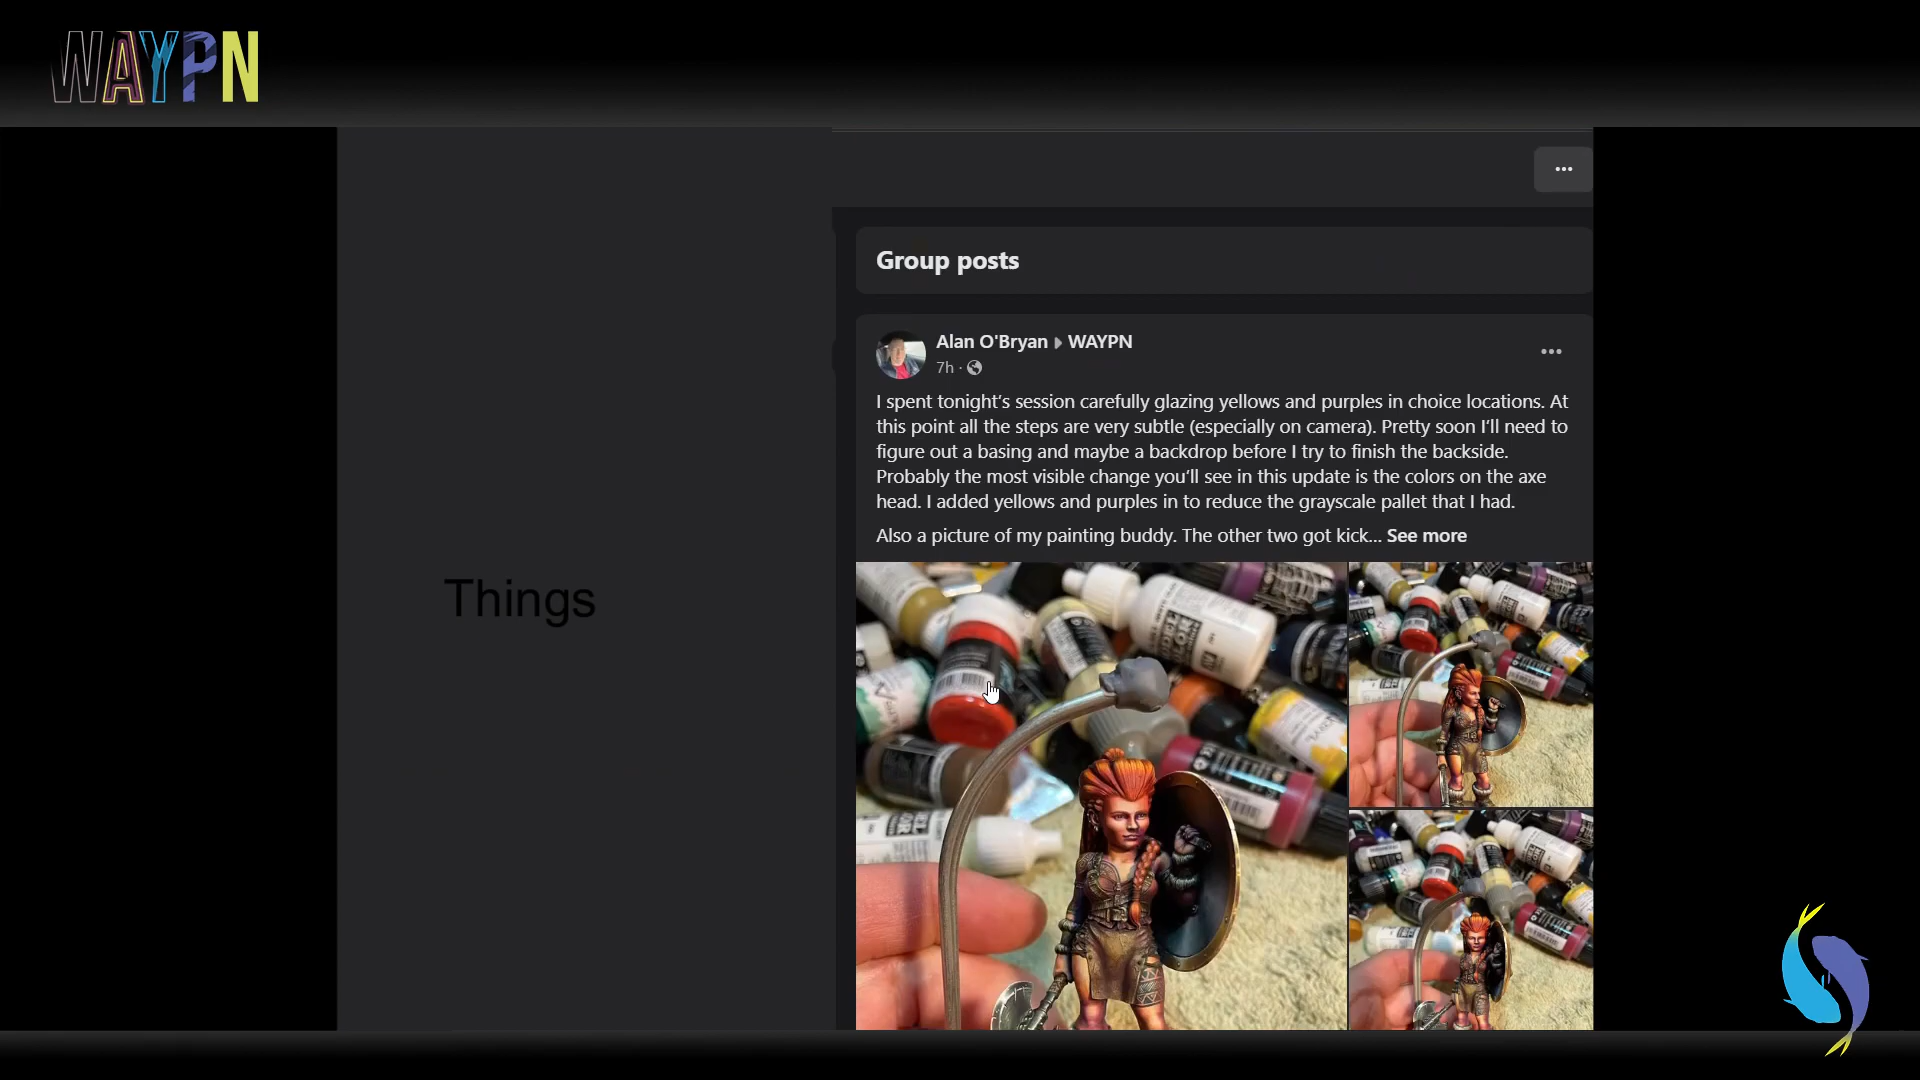 WAYPN
Group posts
Alan O'Bryan WAYPN
7h ·
I spent tonight's session carefully glazing yellows and purples in choice locations. At
this point all the steps are very subtle (especially on camera). Pretty soon I'll need to
figure out a basing and maybe a backdrop before I try to finish the backside.
Probably the most visible change you'll see in this update is the colors on the axe
head. I added yellows and purples in to reduce the grayscale pallet that I had.
Also a picture of my painting buddy. The other two got kick... See more
Things